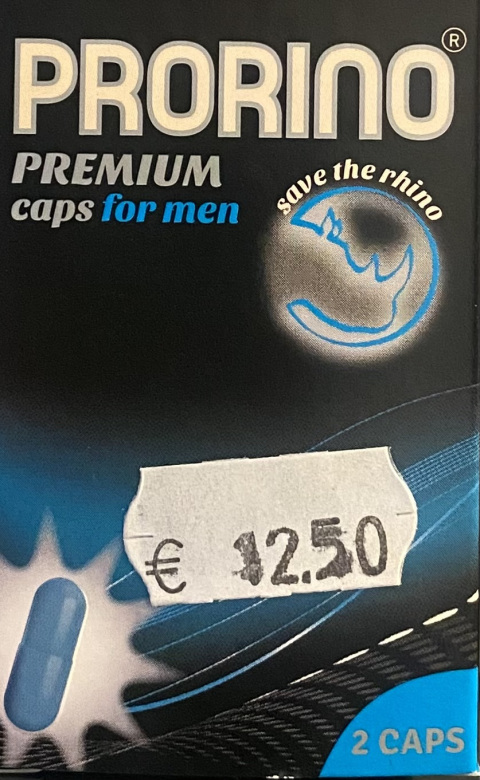 PRORINO®
PREMIUM
caps for men
save the rhino
€ 12.50
2 CAPS